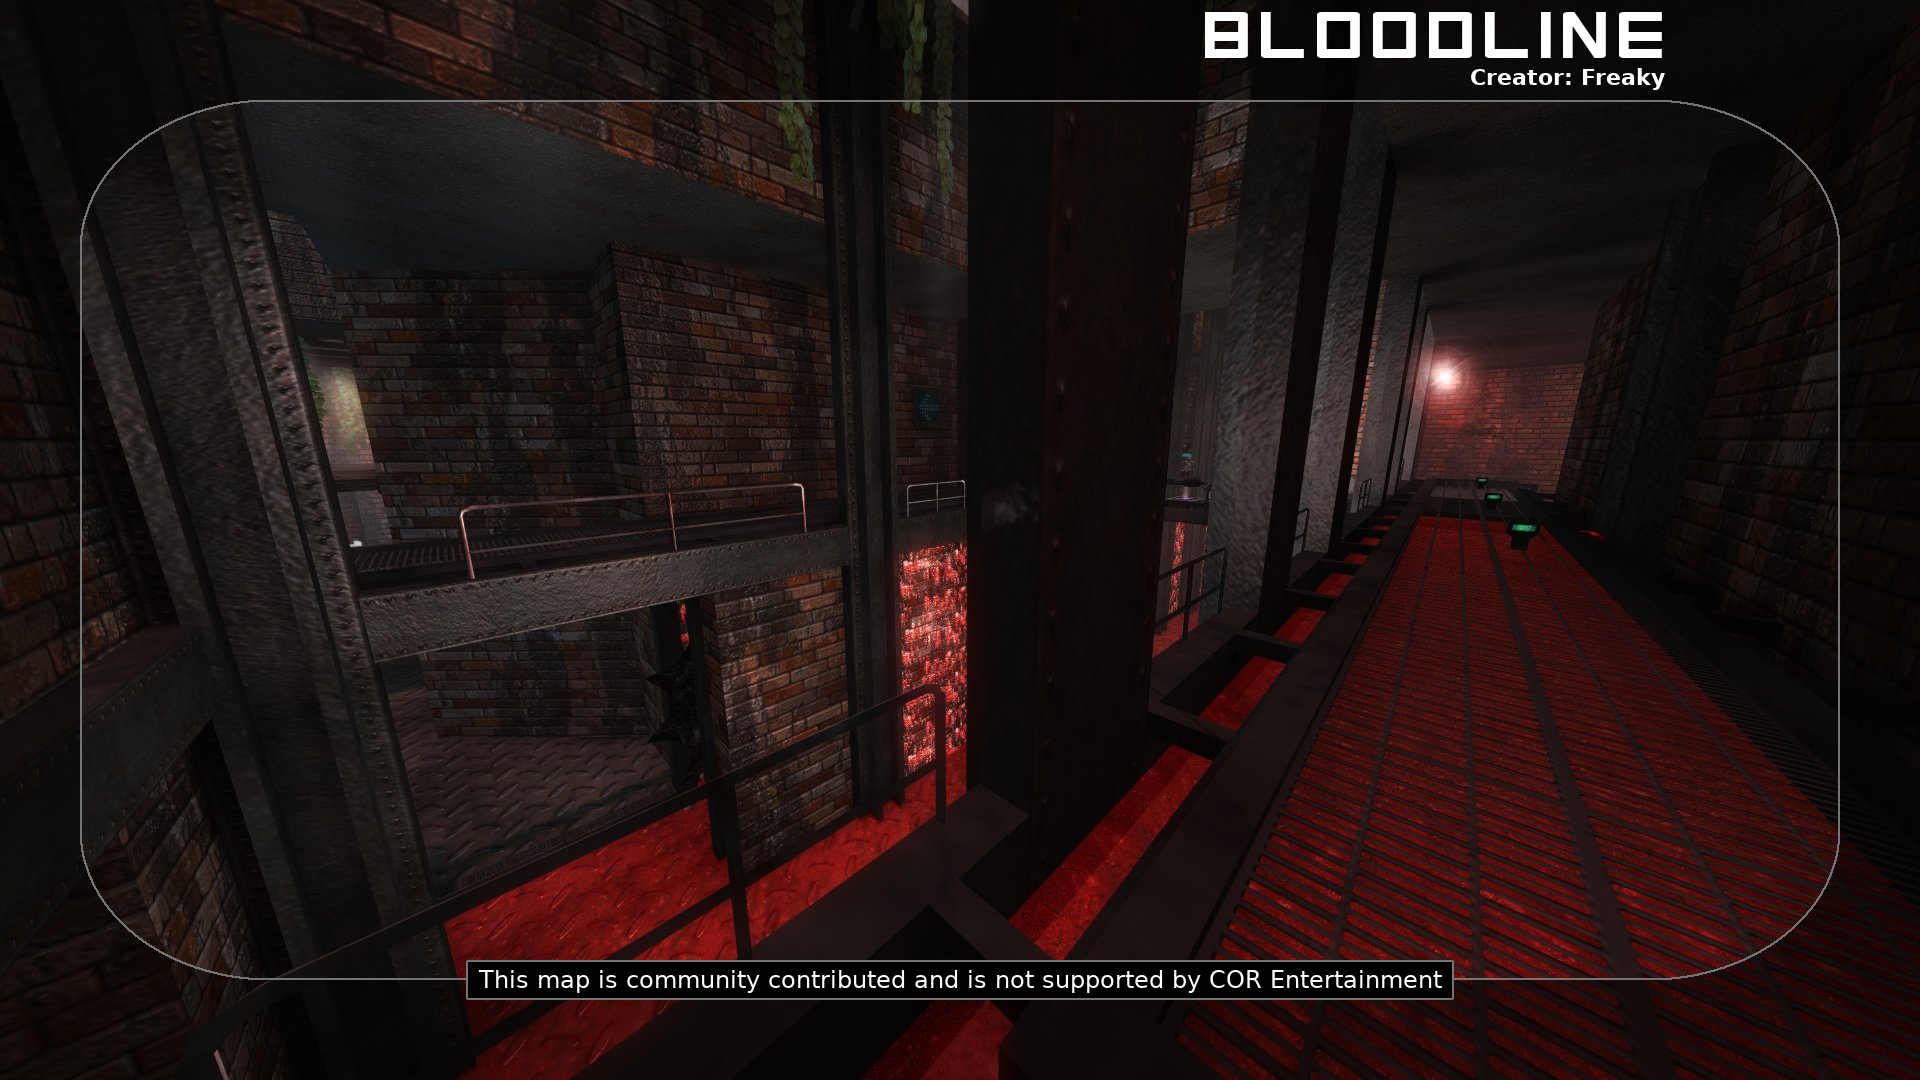 BLOODLINE
Creator: Freaky
This map is community contributed and is not supported by COR Entertainment